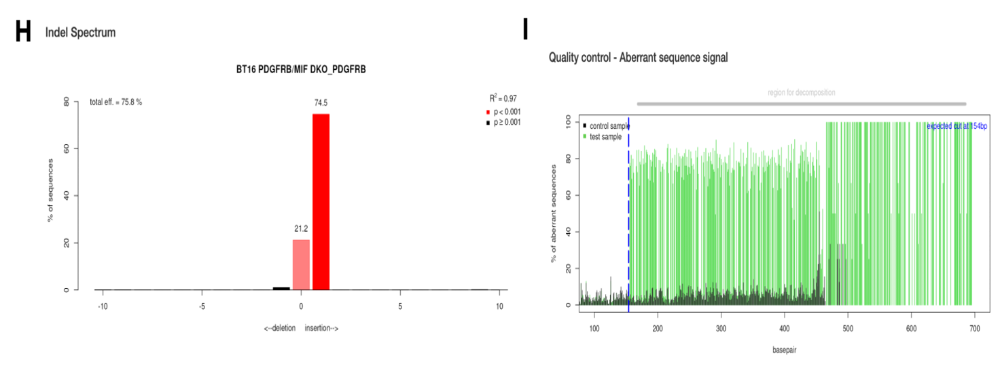 H Indel Spectrum
BT16 PDGFRB/MIF DKO_PDGFRB
total eff. = 75.8 %
R² = 0.97
p < 0.001
p ≥ 0.001
74.5
21.2
% of sequences
80
60
40
20
0
-10 -5 0 5 10
<--deletion insertion-->
I
Quality control - Aberrant sequence signal
region for decomposition
control sample
test sample
expected cut at 154bp
% of aberrant sequences
100
80
60
40
20
0
100 200 300 400 500 600 700
basepair